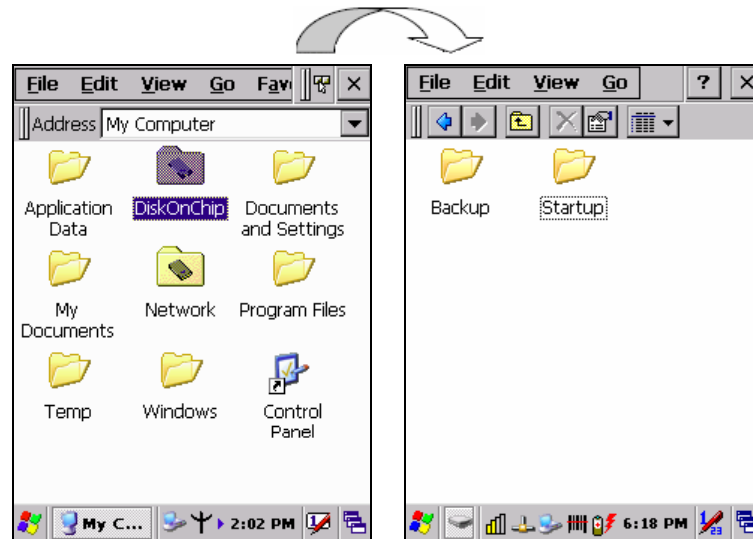 File Edit View Go Fav
Address My Computer
Application Data
DiskOnChip
Documents and Settings
My Documents
Network
Program Files
Temp
Windows
Control Panel
My C... 2:02 PM
File Edit View Go ?
Backup
Startup
6:18 PM